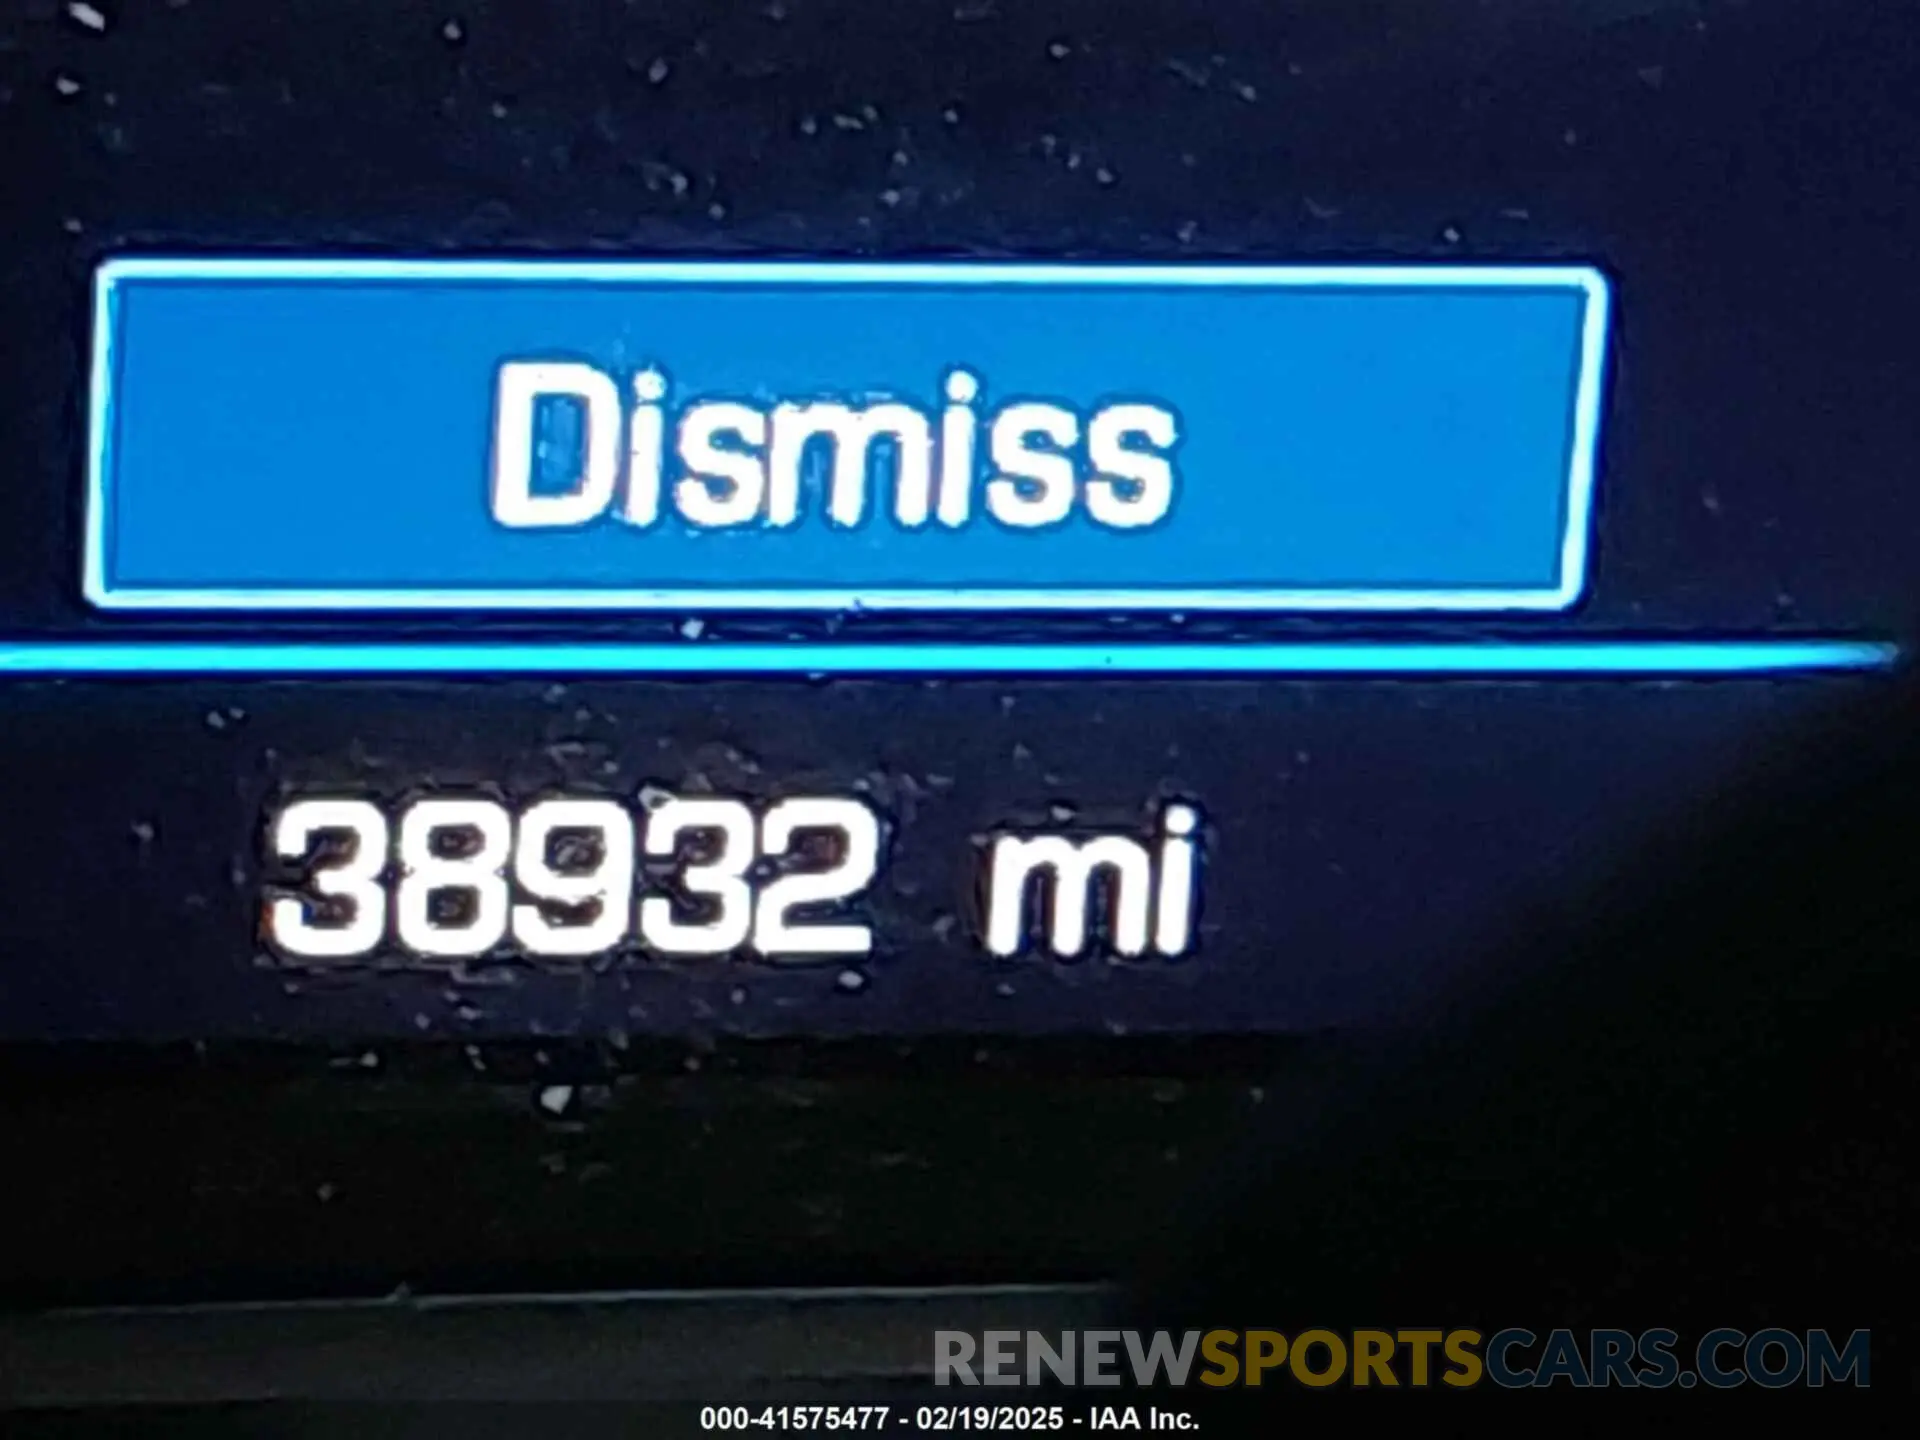 Dismiss
38932 mi
RENEWSPORTSCARS.COM
000-41575477 - 02/19/2025 - IAA Inc.